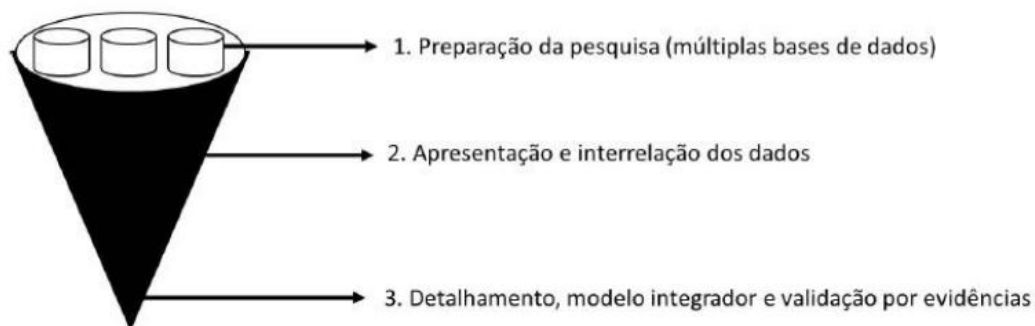 1. Preparação da pesquisa (múltiplas bases de dados)
2. Apresentação e interrelação dos dados
3. Detalhamento, modelo integrador e validação por evidências